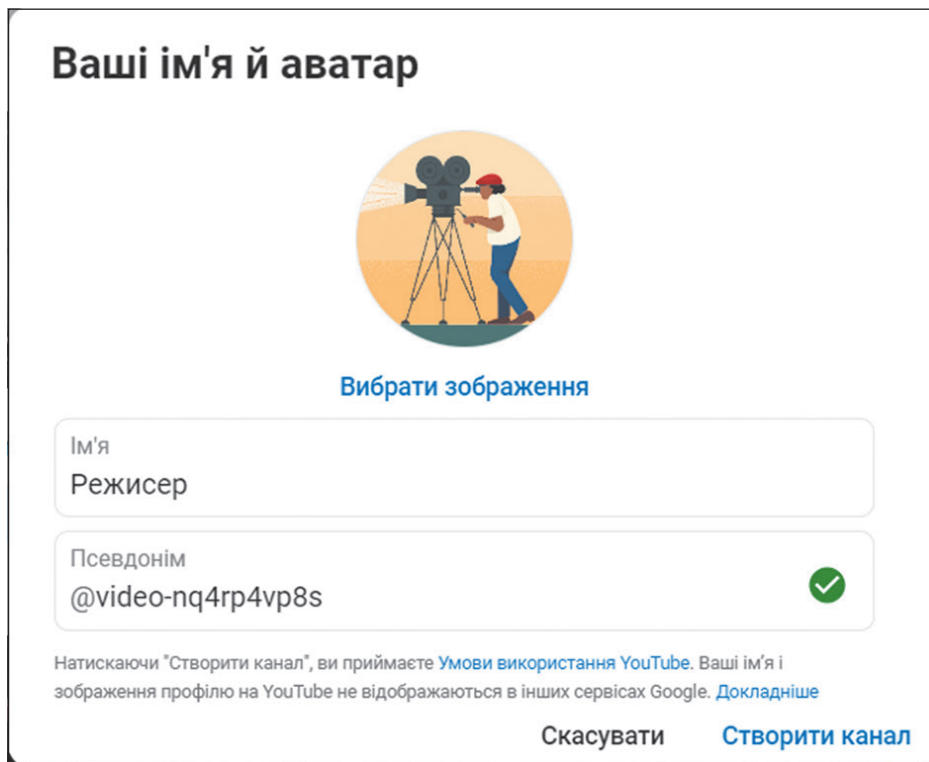 Ваші ім'я й аватар
Вибрати зображення
Ім'я
Режисер
Псевдонім
@video-nq4rp4vp8s
Натискаючи "Створити канал", ви приймаєте Умови використання YouTube. Ваші ім’я і
зображення профілю на YouTube не відображаються в інших сервісах Google. Докладніше
Скасувати Створити канал